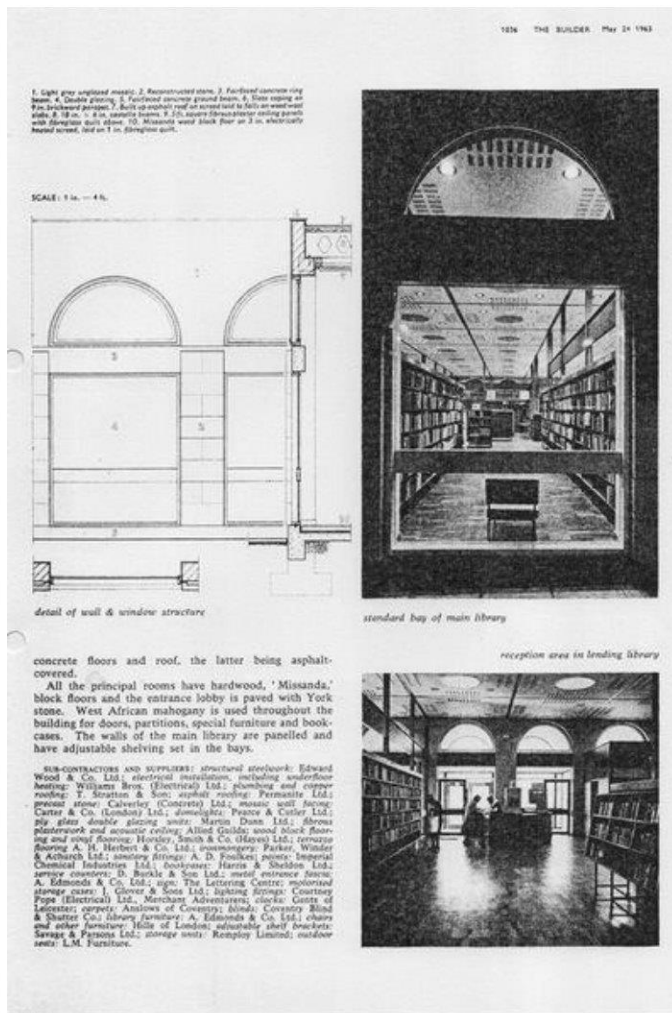 1036 THE BUILDER May 24 1963
1. Light grey unglazed mosaic. 2. Reconstructed stone. 3. Fairfaced concrete ring
beam. 4. Double glazing. 5. Fairfaced concrete ground beam. 6. Slate coping on
9 in. brickword parapet. 7. Built up asphalt roof on screed laid to falls on wood wool
slabs. 8. 18 in. × 6 in. castella beams. 9. 5 ft. square fibrous plaster ceiling panels
with fibreglass quilt above. 10. Missanda wood block floor on 3 in. electrically
heated screed, laid on 1 in. fibreglass quilt.
SCALE: 1 in. — 4 ft.
1
3
4
detail of wall & window structure
standard bay of main library
reception area in lending library
concrete floors and roof, the latter being asphalt-
covered.
All the principal rooms have hardwood, ‘Missanda,’
block floors and the entrance lobby is paved with York
stone. West African mahogany is used throughout the
building for doors, partitions, special furniture and book-
cases. The walls of the main library are panelled and
have adjustable shelving set in the bays.
SUB-CONTRACTORS AND SUPPLIERS: structural steelwork: Edward
Wood & Co. Ltd.; electrical installation, including underfloor
heating: Williams Bros. (Electrical) Ltd.; plumbing and copper
roofing: T. Stratton & Son; asphalt roofing: Permanite Ltd.;
precast stone: Calverley (Concrete) Ltd.; mosaic wall facing:
Carter & Co. (London) Ltd.; domelights: Pearce & Cutler Ltd.;
ply glass double glazing units: Martin Dunn Ltd.; fibrous
plasterwork and acoustic ceiling: Allied Guilds; wood block floor-
ing and vinyl flooring: Horsley, Smith & Co. (Hayes) Ltd.; terrazzo
flooring A. H. Herbert & Co. Ltd.; ironmongery: Parker, Winder
& Achurch Ltd.; sanitary fittings: A. D. Foulkes; paints: Imperial
Chemical Industries Ltd.; bookcases: Harris & Sheldon Ltd.;
service counters: D. Burkle & Son Ltd.; metal entrance fascia:
A. Edmonds & Co. Ltd.; sign: The Lettering Centre; motorised
storage cases: J. Glover & Sons Ltd.; lighting fittings: Courtney
Pope (Electrical) Ltd., Merchant Adventurers; clocks: Gents of
Leicester; carpets: Anslows of Coventry; blinds: Coventry Blind
& Shutter Co.; library furniture: A. Edmonds & Co. Ltd.; chairs
and other furniture: Hille of London; adjustable shelf brackets:
Savage & Parsons Ltd.; storage units: Remploy Limited; outdoor
seats: L.M. Furniture.